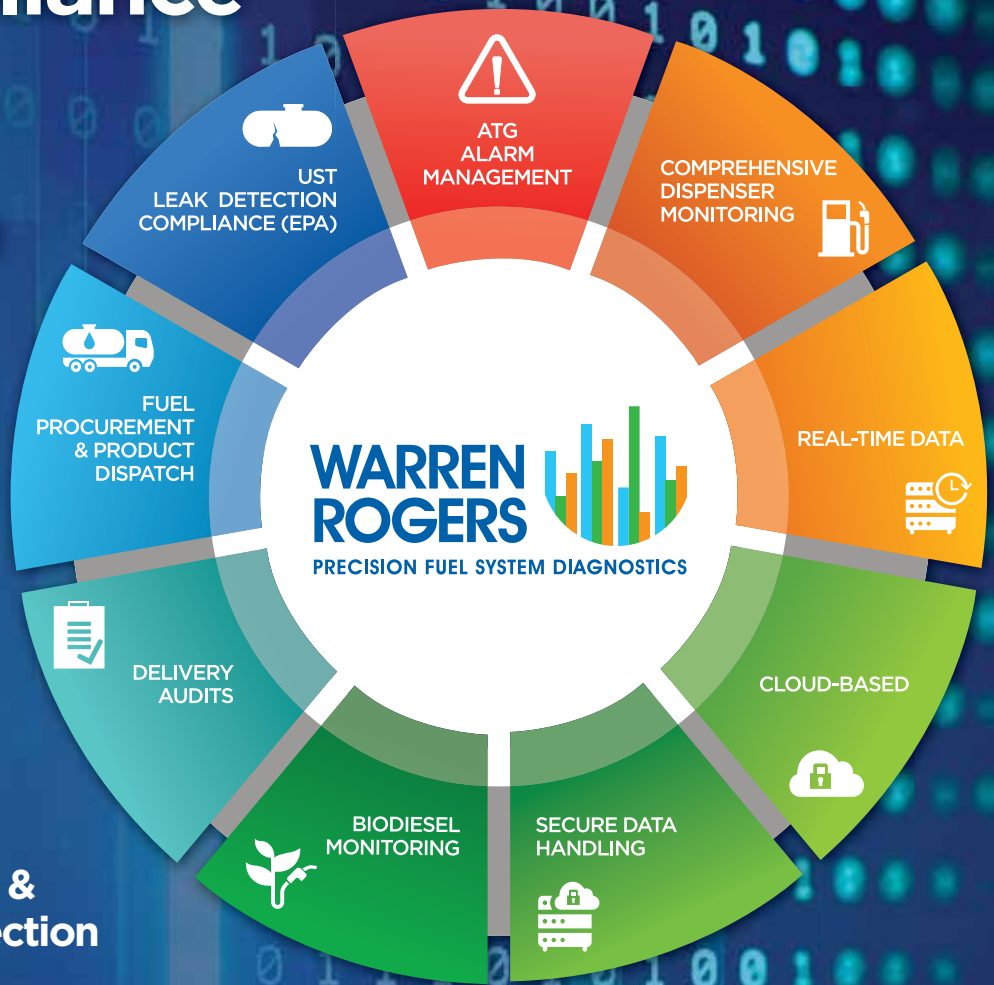 ATG
ALARM
MANAGEMENT
COMPREHENSIVE
DISPENSER
MONITORING
REAL-TIME DATA
CLOUD-BASED
SECURE DATA
HANDLING
BIODIESEL
MONITORING
DELIVERY
AUDITS
FUEL
PROCUREMENT
& PRODUCT
DISPATCH
UST
LEAK DETECTION
COMPLIANCE (EPA)
WARREN
ROGERS
PRECISION FUEL SYSTEM DIAGNOSTICS
&